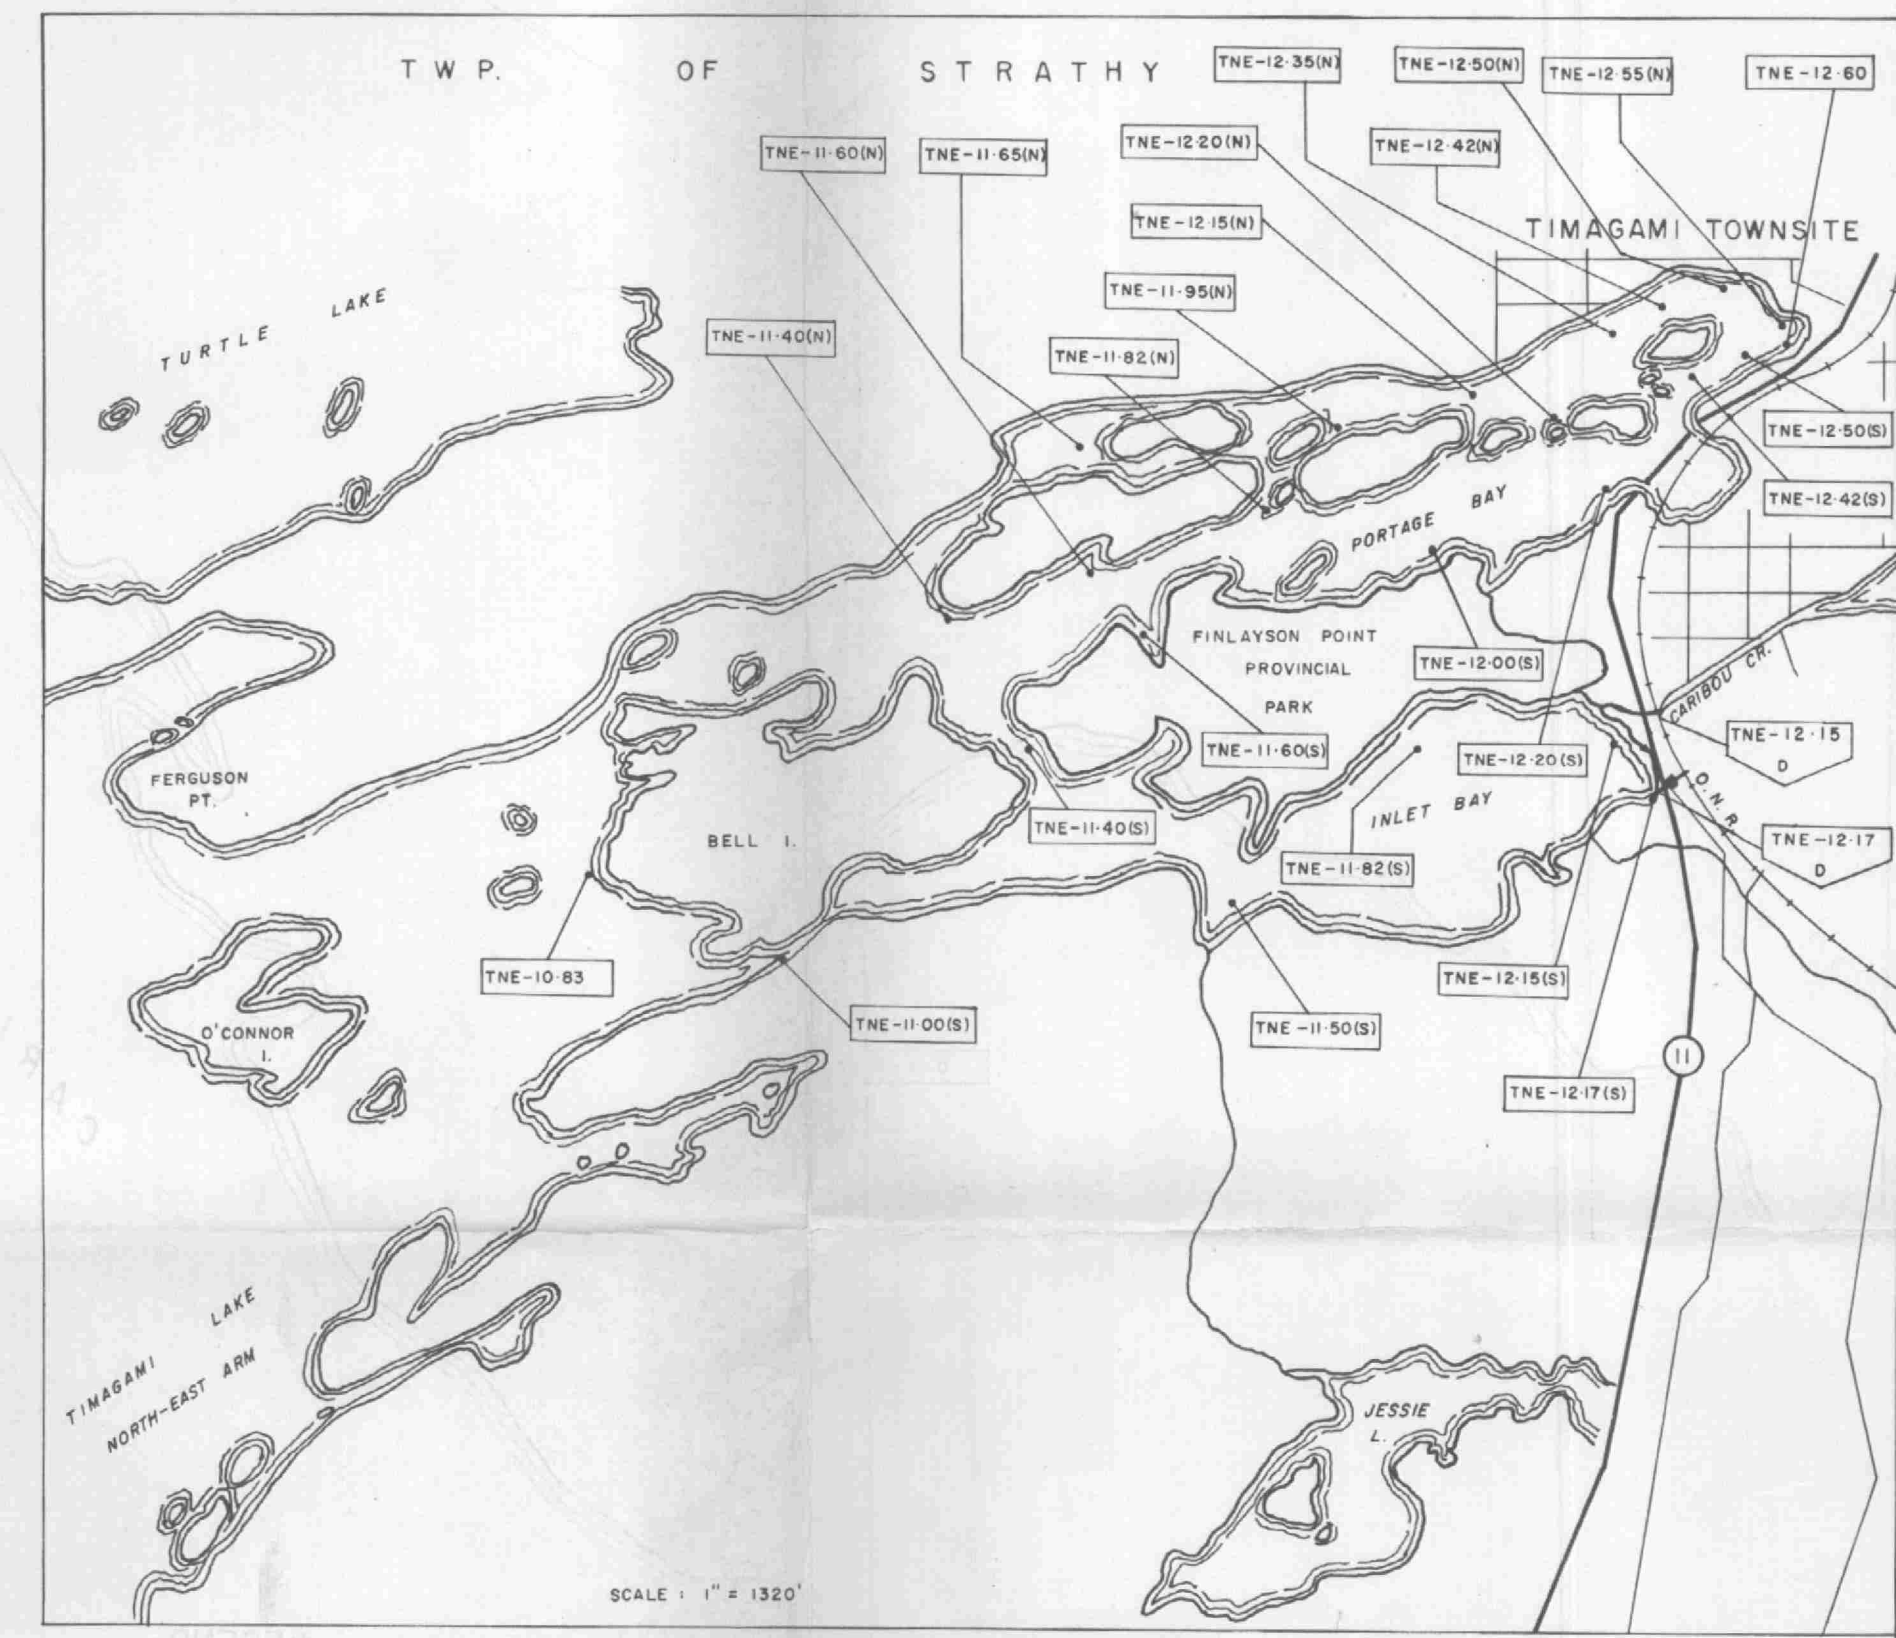 TWP. OF STRATHY
TNE-12·35(N)
TNE-12·50(N)
TNE-12·55(N)
TNE-12·60
TNE-11·60(N)
TNE-11·65(N)
TNE-12·20(N)
TNE-12·42(N)
TNE-12·15(N)
TIMAGAMI TOWNSITE
TNE-11·95(N)
TURTLE LAKE
TNE-11·40(N)
TNE-11·82(N)
TNE-12·50(S)
TNE-12·42(S)
PORTAGE BAY
FINLAYSON POINT
PROVINCIAL
PARK
TNE-12·00(S)
CARIBOU CR.
TNE-12·15
D
TNE-11·60(S)
TNE-12·20(S)
FERGUSON
PT.
INLET BAY
O.N.R.
TNE-11·40(S)
BELL I.
TNE-12·17
D
TNE-11·82(S)
TNE-10·83
TNE-12·15(S)
O'CONNOR
I.
TNE-11·00(S)
TNE-11·50(S)
11
TNE-12·17(S)
TIMAGAMI LAKE
NORTH-EAST ARM
JESSIE
L.
SCALE : 1" = 1320'